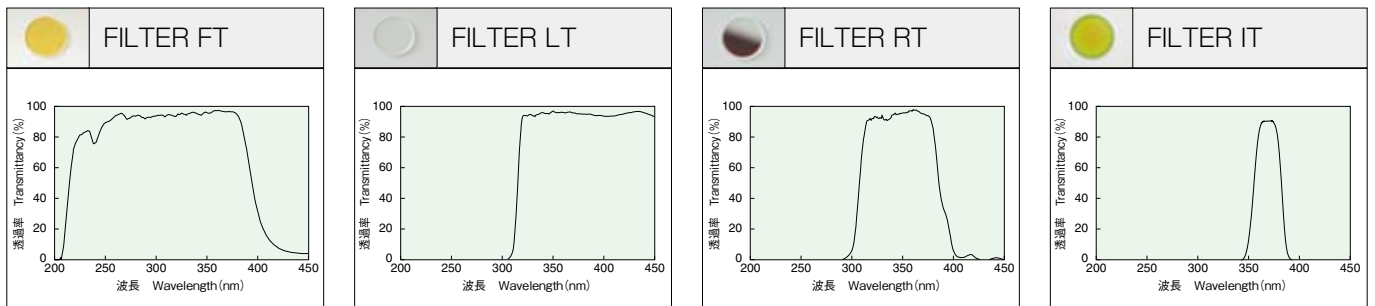 FILTER FT
100
80
60
40
20
0
200 250 300 350 400 450
透過率 Transmittancy(%)
波長 Wavelength(nm)
FILTER LT
100
80
60
40
20
0
200 250 300 350 400 450
透過率 Transmittancy(%)
波長 Wavelength(nm)
FILTER RT
100
80
60
40
20
0
200 250 300 350 400 450
透過率 Transmittancy(%)
波長 Wavelength(nm)
FILTER IT
100
80
60
40
20
0
200 250 300 350 400 450
透過率 Transmittancy(%)
波長 Wavelength(nm)